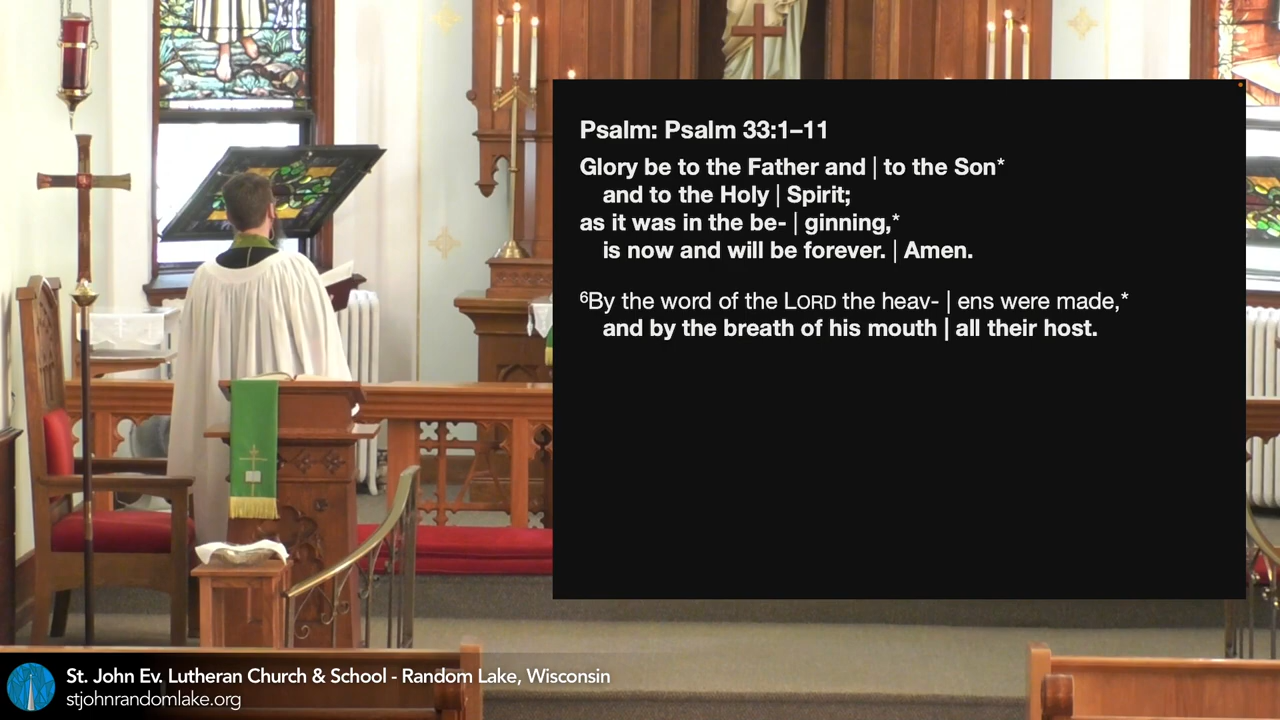 Psalm: Psalm 33:1–11
Glory be to the Father and | to the Son*
and to the Holy | Spirit;
as it was in the be- | ginning,*
is now and will be forever. | Amen.
⁶By the word of the LORD the heav- | ens were made,*
and by the breath of his mouth | all their host.
St. John Ev. Lutheran Church & School - Random Lake, Wisconsin
stjohnrandomlake.org